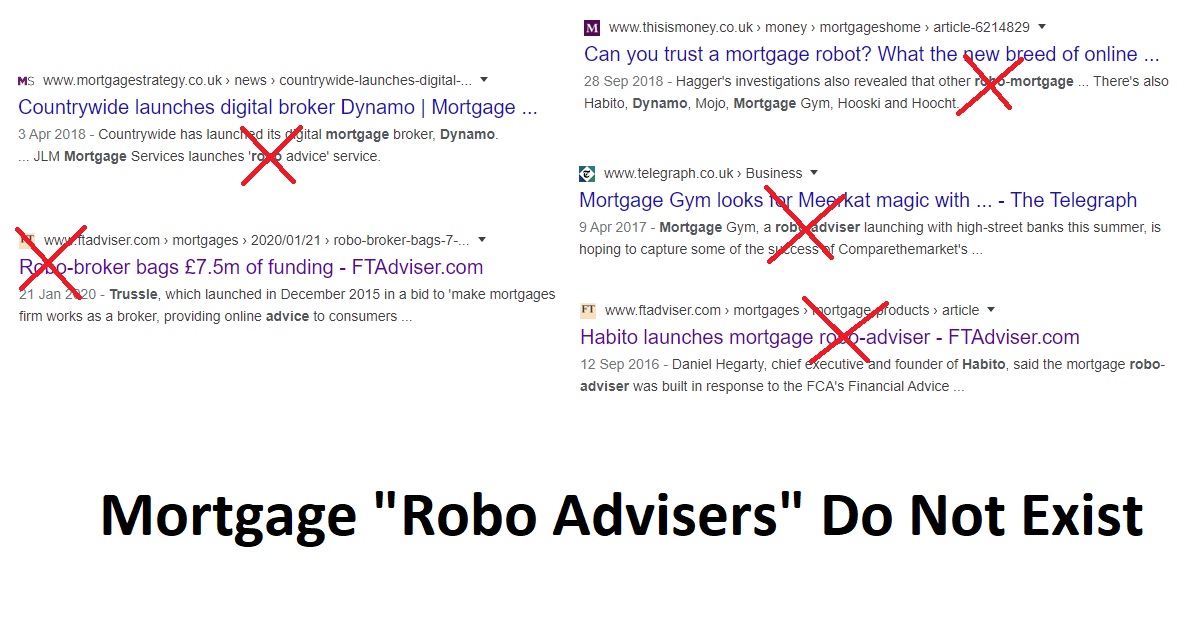 MS www.mortgagestrategy.co.uk › news › countrywide-launches-digital-...
Countrywide launches digital broker Dynamo | Mortgage ...
3 Apr 2018 - Countrywide has launched its digital mortgage broker, Dynamo.
... JLM Mortgage Services launches 'robo advice' service.
FT www.ftadviser.com › mortgages › 2020/01/21 › robo-broker-bags-7-...
Robo-broker bags £7.5m of funding - FTAdviser.com
21 Jan 2020 - Trussle, which launched in December 2015 in a bid to 'make mortgages
firm works as a broker, providing online advice to consumers ...
M www.thisismoney.co.uk › money › mortgageshome › article-6214829
Can you trust a mortgage robot? What the new breed of online ...
28 Sep 2018 - Hagger's investigations also revealed that other robo-mortgage ... There's also
Habito, Dynamo, Mojo, Mortgage Gym, Hooski and Hoocht.
www.telegraph.co.uk › Business
Mortgage Gym looks for Meerkat magic with ... - The Telegraph
9 Apr 2017 - Mortgage Gym, a robo-adviser launching with high-street banks this summer, is
hoping to capture some of the success of Comparethemarket's ...
FT www.ftadviser.com › mortgages › mortgage-products › article
Habito launches mortgage robo-adviser - FTAdviser.com
12 Sep 2016 - Daniel Hegarty, chief executive and founder of Habito, said the mortgage robo-
adviser was built in response to the FCA's Financial Advice ...
Mortgage "Robo Advisers" Do Not Exist